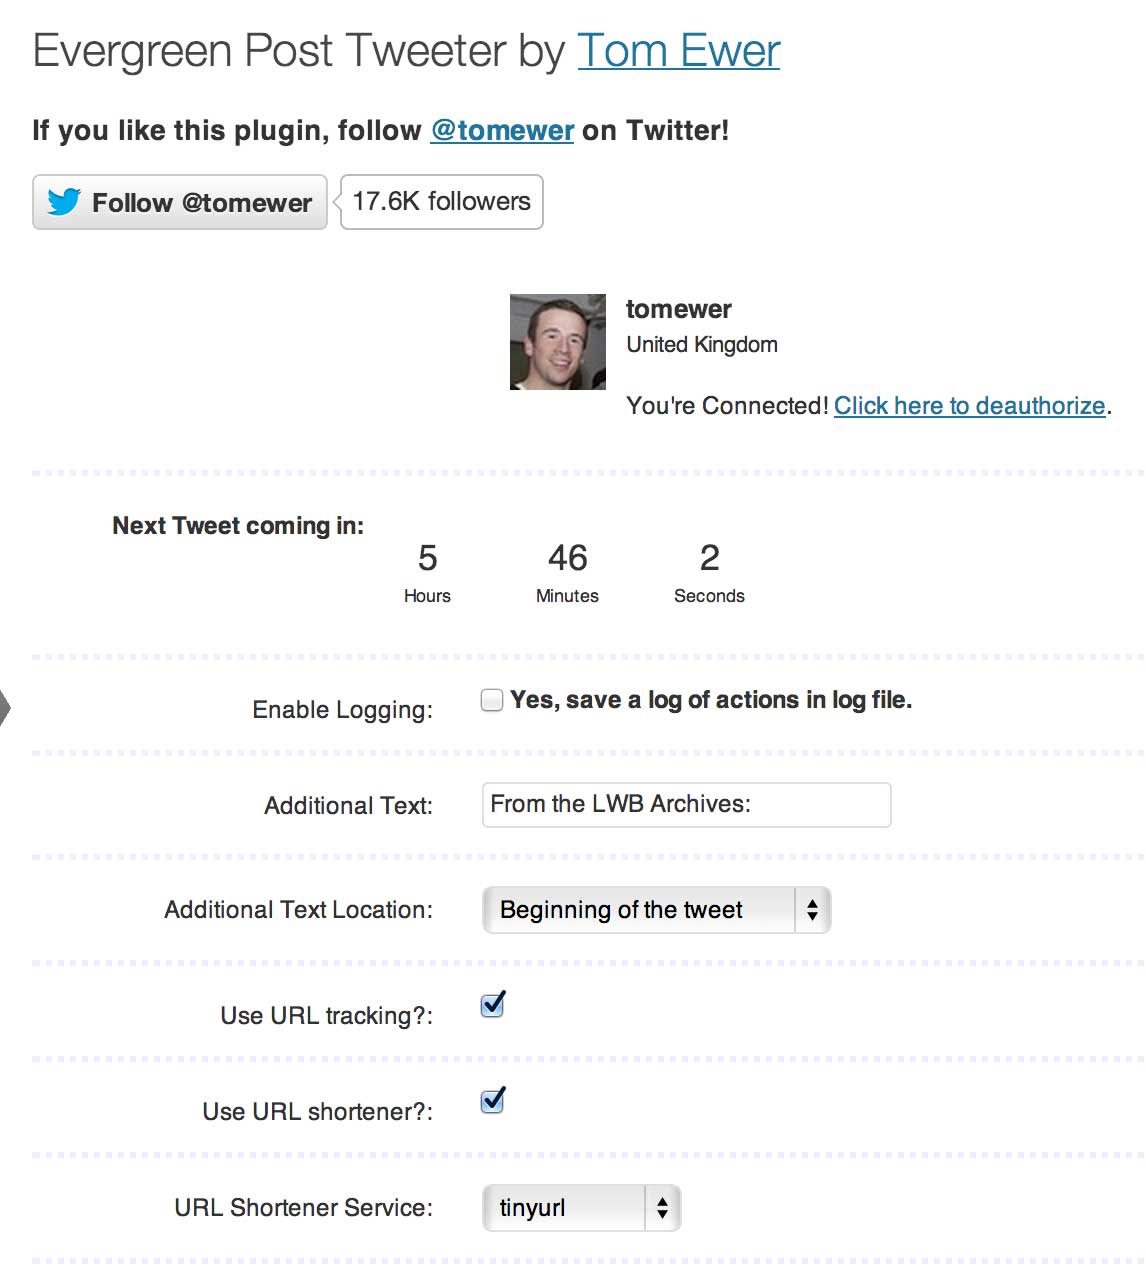 Evergreen Post Tweeter by Tom Ewer
If you like this plugin, follow @tomewer on Twitter!
Follow @tomewer 17.6K followers
tomewer
United Kingdom
You're Connected! Click here to deauthorize.
Next Tweet coming in:
5 46 2
Hours Minutes Seconds
Enable Logging: Yes, save a log of actions in log file.
Additional Text: From the LWB Archives:
Additional Text Location: Beginning of the tweet
Use URL tracking?:
Use URL shortener?:
URL Shortener Service: tinyurl